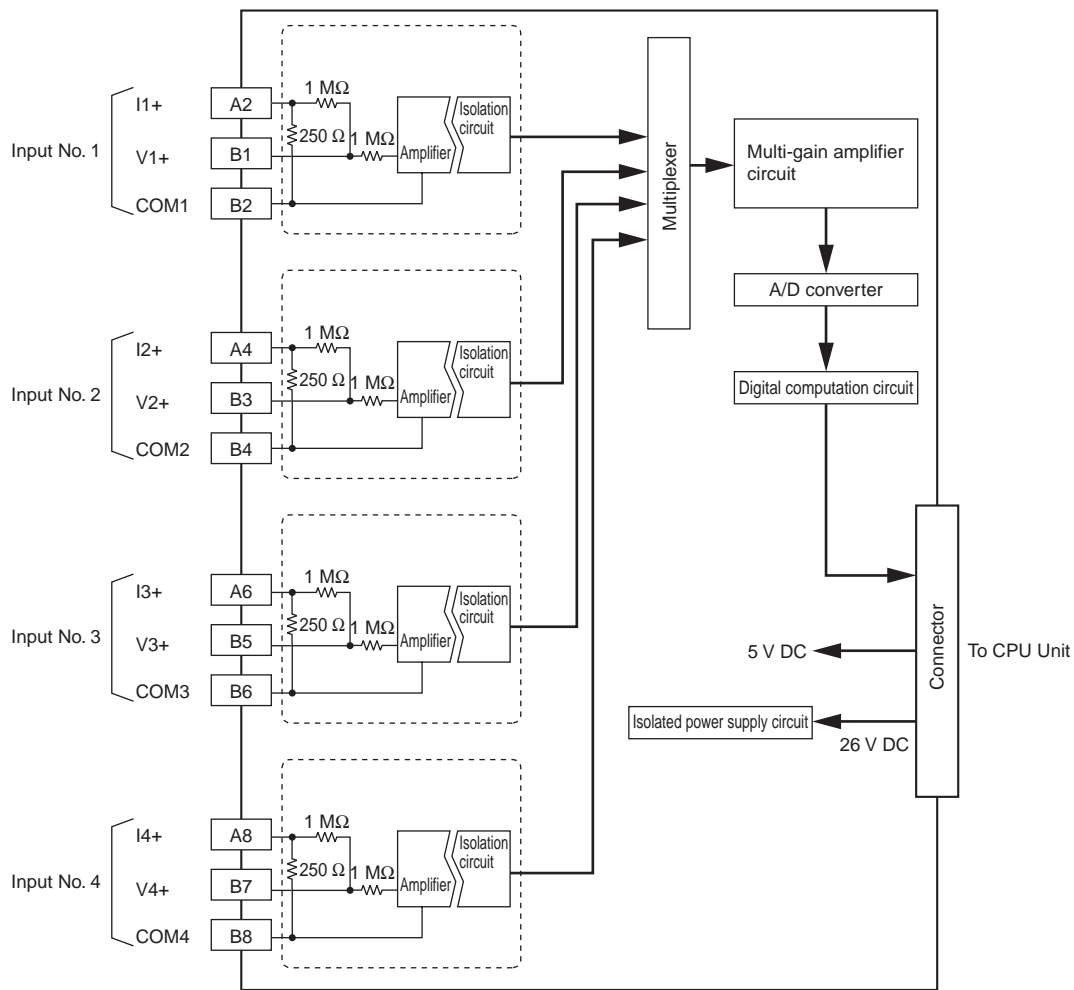 Input No. 1
I1+
V1+
COM1
A2
B1
B2
1 MΩ
250 Ω
1 MΩ
Amplifier
Isolation
circuit
Input No. 2
I2+
V2+
COM2
A4
B3
B4
1 MΩ
250 Ω
1 MΩ
Amplifier
Isolation
circuit
Input No. 3
I3+
V3+
COM3
A6
B5
B6
1 MΩ
250 Ω
1 MΩ
Amplifier
Isolation
circuit
Input No. 4
I4+
V4+
COM4
A8
B7
B8
1 MΩ
250 Ω
1 MΩ
Amplifier
Isolation
circuit
Multiplexer
Multi-gain amplifier
circuit
A/D converter
Digital computation circuit
Connector
To CPU Unit
5 V DC
Isolated power supply circuit
26 V DC